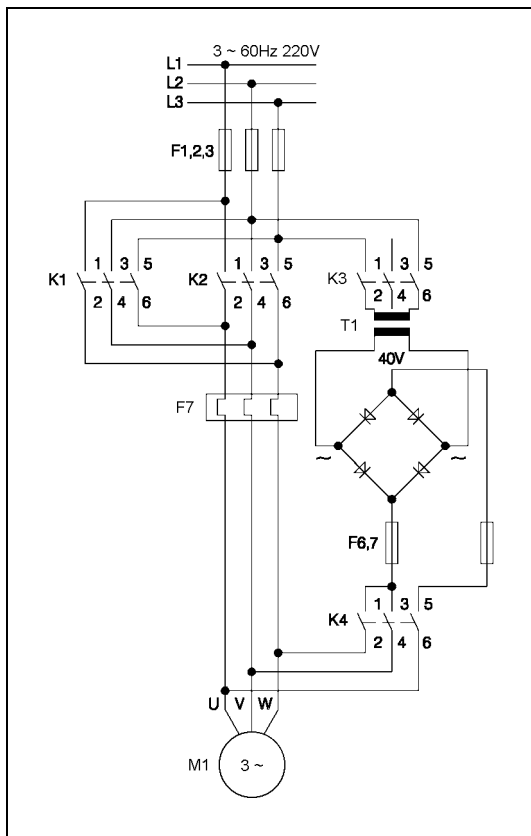 3 ~ 60Hz 220V
L1
L2
L3
F1,2,3
K1 1 3 5
2 4 6
K2 1 3 5
2 4 6
K3 1 3 5
2 4 6
T1
40V
F7
~ ~
F6,7
K4 1 3 5
2 4 6
U V W
M1 3 ~